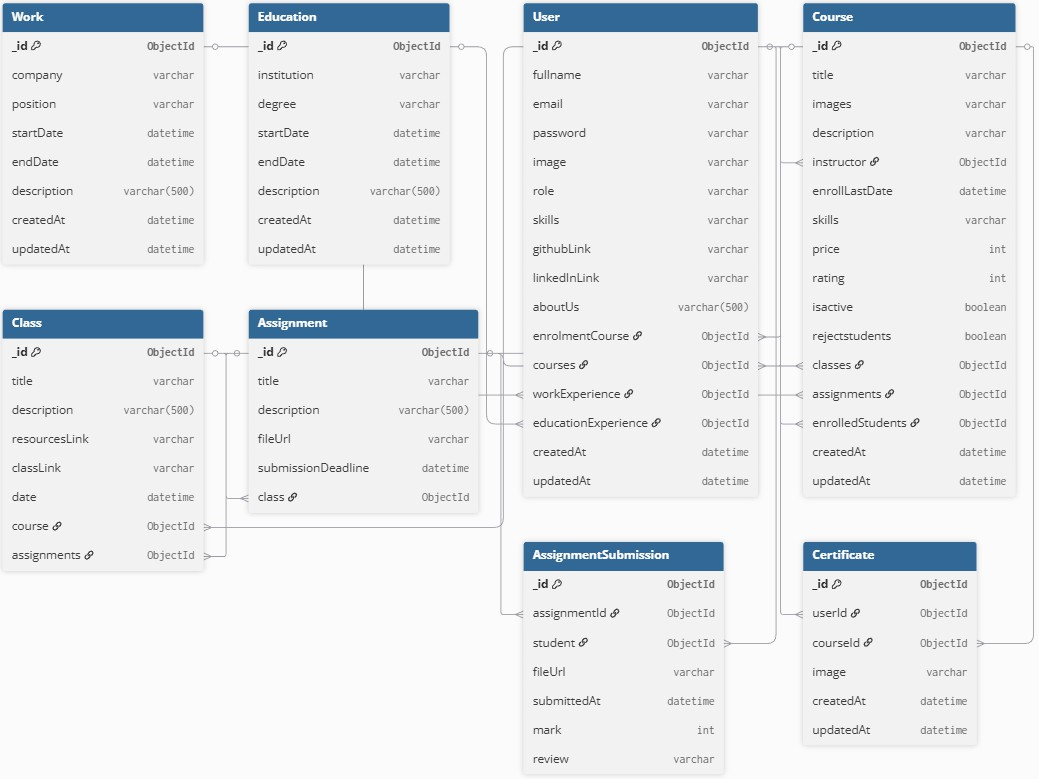 Work
_id ObjectId
company varchar
position varchar
startDate datetime
endDate datetime
description varchar(500)
createdAt datetime
updatedAt datetime
Education
_id ObjectId
institution varchar
degree varchar
startDate datetime
endDate datetime
description varchar(500)
createdAt datetime
updatedAt datetime
User
_id ObjectId
fullname varchar
email varchar
password varchar
image varchar
role varchar
skills varchar
githubLink varchar
linkedInLink varchar
aboutUs varchar(500)
enrolmentCourse ObjectId
courses ObjectId
workExperience ObjectId
educationExperience ObjectId
createdAt datetime
updatedAt datetime
Course
_id ObjectId
title varchar
images varchar
description varchar
instructor ObjectId
enrollLastDate datetime
skills varchar
price int
rating int
isactive boolean
rejectstudents boolean
classes ObjectId
assignments ObjectId
enrolledStudents ObjectId
createdAt datetime
updatedAt datetime
Class
_id ObjectId
title varchar
description varchar(500)
resourcesLink varchar
classLink varchar
date datetime
course ObjectId
assignments ObjectId
Assignment
_id ObjectId
title varchar
description varchar(500)
fileUrl varchar
submissionDeadline datetime
class ObjectId
AssignmentSubmission
_id ObjectId
assignmentId ObjectId
student ObjectId
fileUrl varchar
submittedAt datetime
mark int
review varchar
Certificate
_id ObjectId
userId ObjectId
courseId ObjectId
image varchar
createdAt datetime
updatedAt datetime